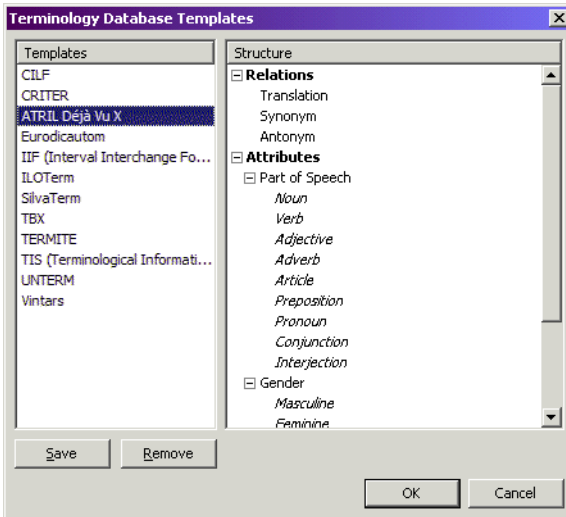 Terminology Database Templates
Templates
CILF
CRITER
ATRIL Déjà Vu X
Eurodicautom
IIF (Interval Interchange Fo...
ILOTerm
SilvaTerm
TBX
TERMITE
TIS (Terminological Informati...
UNTERM
Vintars
Structure
Relations
Translation
Synonym
Antonym
Attributes
Part of Speech
Noun
Verb
Adjective
Adverb
Article
Preposition
Pronoun
Conjunction
Interjection
Gender
Masculine
Feminine
Save
Remove
OK
Cancel